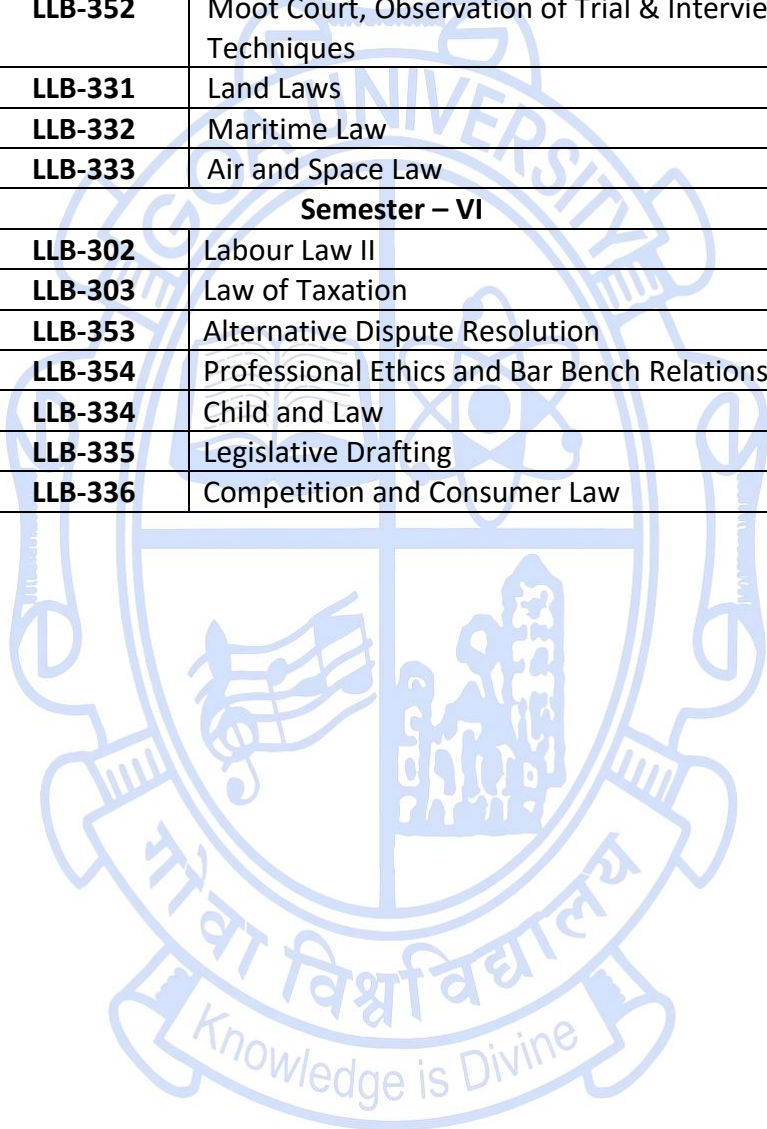 LLB-352 Moot Court, Observation of Trial & Intervie
Techniques
LLB-331 Land Laws
LLB-332 Maritime Law
LLB-333 Air and Space Law
Semester – VI
LLB-302 Labour Law II
LLB-303 Law of Taxation
LLB-353 Alternative Dispute Resolution
LLB-354 Professional Ethics and Bar Bench Relations
LLB-334 Child and Law
LLB-335 Legislative Drafting
LLB-336 Competition and Consumer Law
GOA UNIVERSITY
गोंवा विश्वविद्यालय
Knowledge is Divine